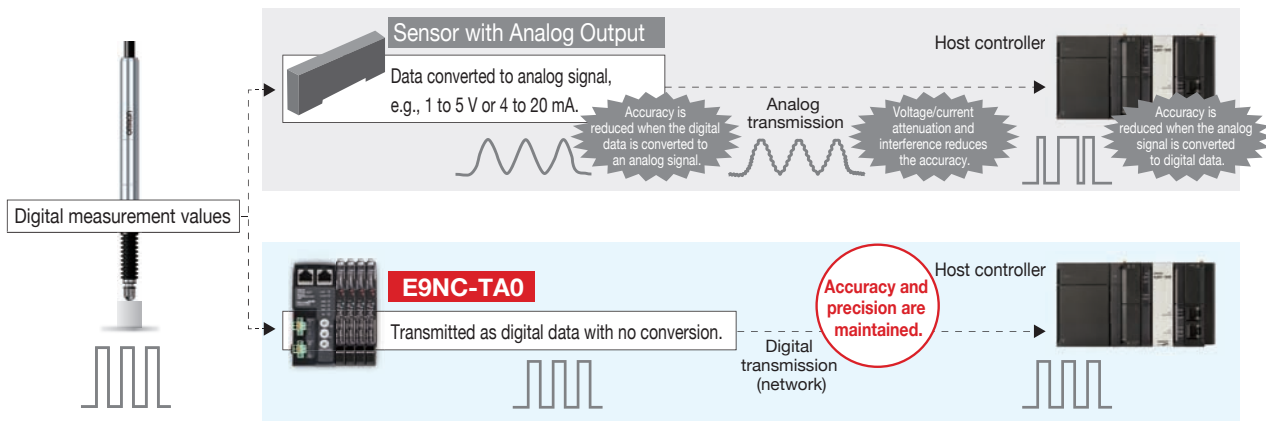 Digital measurement values
Sensor with Analog Output
Data converted to analog signal,
e.g., 1 to 5 V or 4 to 20 mA.
Accuracy is
reduced when the digital
data is converted to
an analog signal.
Analog
transmission
Voltage/current
attenuation and
interference reduces
the accuracy.
Host controller
Accuracy is
reduced when the analog
signal is converted
to digital data.
E9NC-TA0
Transmitted as digital data with no conversion.
Digital
transmission
(network)
Accuracy and
precision are
maintained.
Host controller